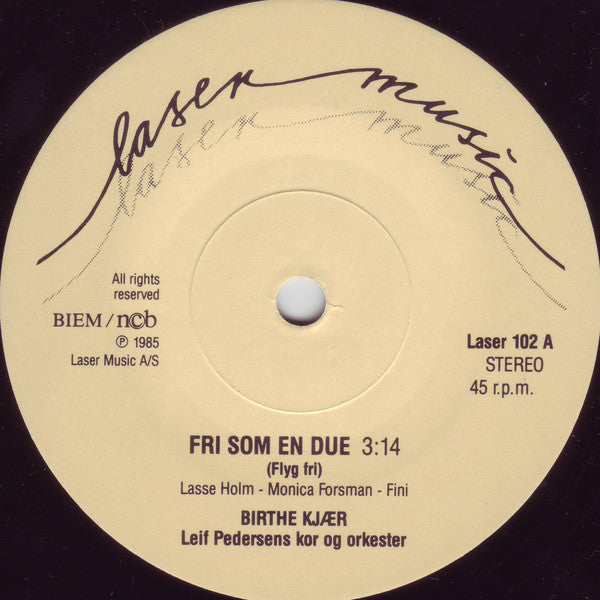 laser music
laser music
All rights
reserved
BIEM / ncb
℗ 1985
Laser Music A/S
Laser 102 A
STEREO
45 r.p.m.
FRI SOM EN DUE 3:14
(Flyg fri)
Lasse Holm - Monica Forsman - Fini
BIRTHE KJÆR
Leif Pedersens kor og orkester